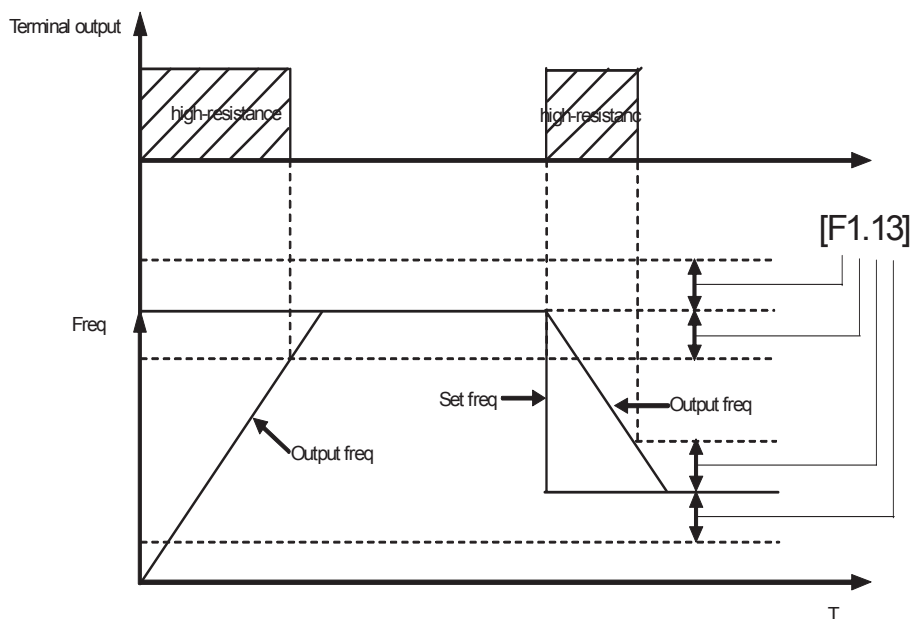 Terminal output
high-resistance
high-resistanc
[F1.13]
Freq
Set freq
Output freq
Output freq
T